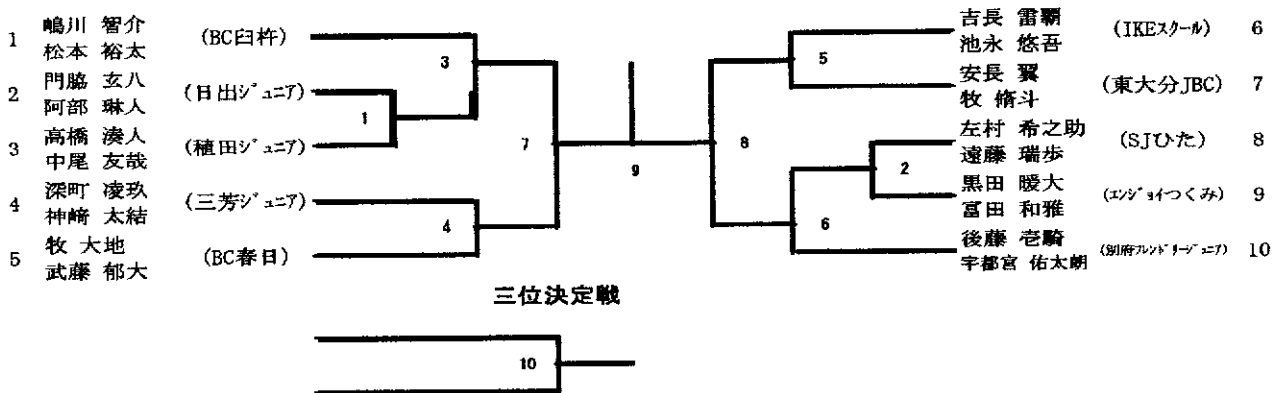 1 嶋川 智介 (BC臼杵)
松本 裕太
2 門脇 玄八 (日出ジュニア)
阿部 琳人
3 高橋 湊人 (稙田ジュニア)
中尾 友哉
4 深町 凌玖 (三芳ジュニア)
神崎 太結
5 牧 大地 (BC春日)
武藤 郁大
3
1
7
4
9
吉長 雷覇 (IKEスクール) 6
池永 悠吾
安長 翼 (東大分JBC) 7
牧 脩斗
左村 希之助 (SJひた) 8
遠藤 瑞歩
黒田 暖大 (エンジョイつくみ) 9
富田 和雅
後藤 壱騎 (別府フレンドリージュニア) 10
宇都宮 佑太朗
5
8
2
6
三位決定戦
10